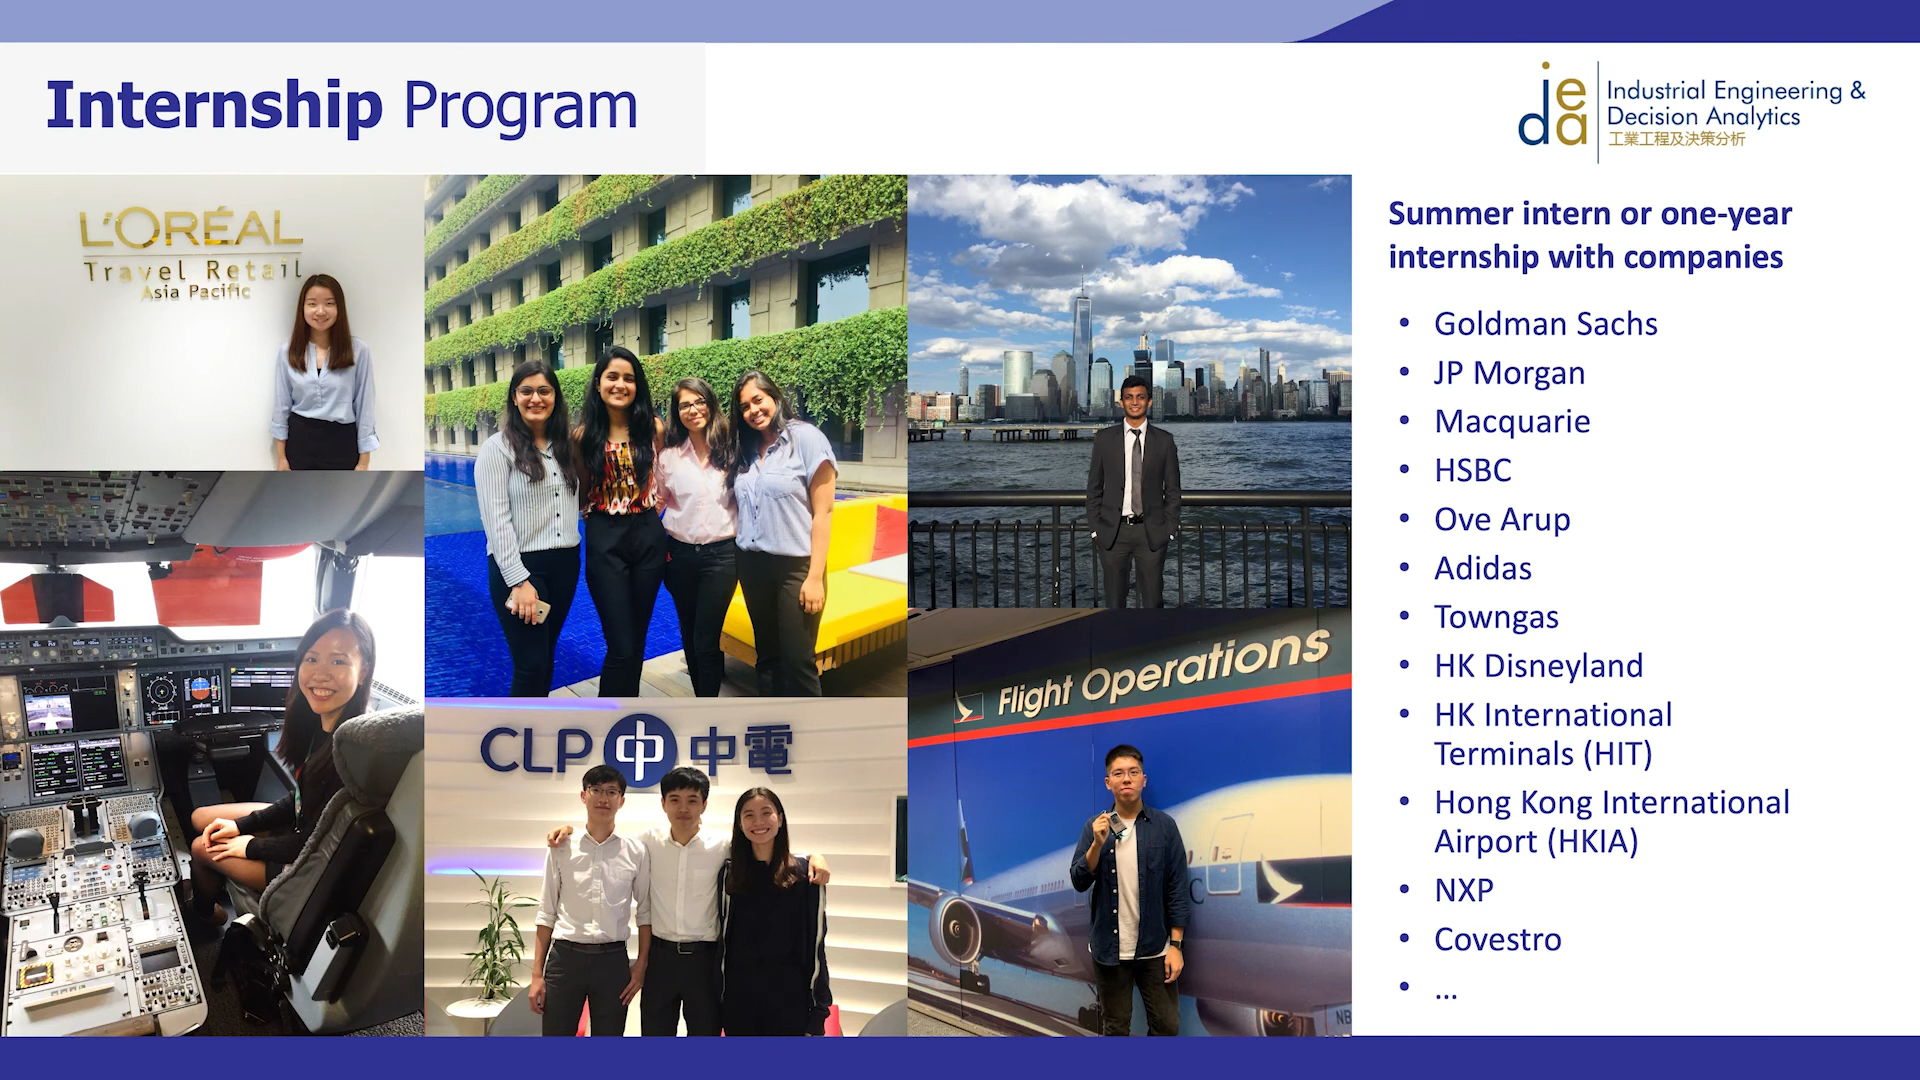 Internship Program
ieda
Industrial Engineering &
Decision Analytics
工業工程及決策分析
L'ORÉAL
Travel Retail
Asia Pacific
CLP 中電
Flight Operations
Summer intern or one-year
internship with companies
• Goldman Sachs
• JP Morgan
• Macquarie
• HSBC
• Ove Arup
• Adidas
• Towngas
• HK Disneyland
• HK International
Terminals (HIT)
• Hong Kong International
Airport (HKIA)
• NXP
• Covestro
• ...